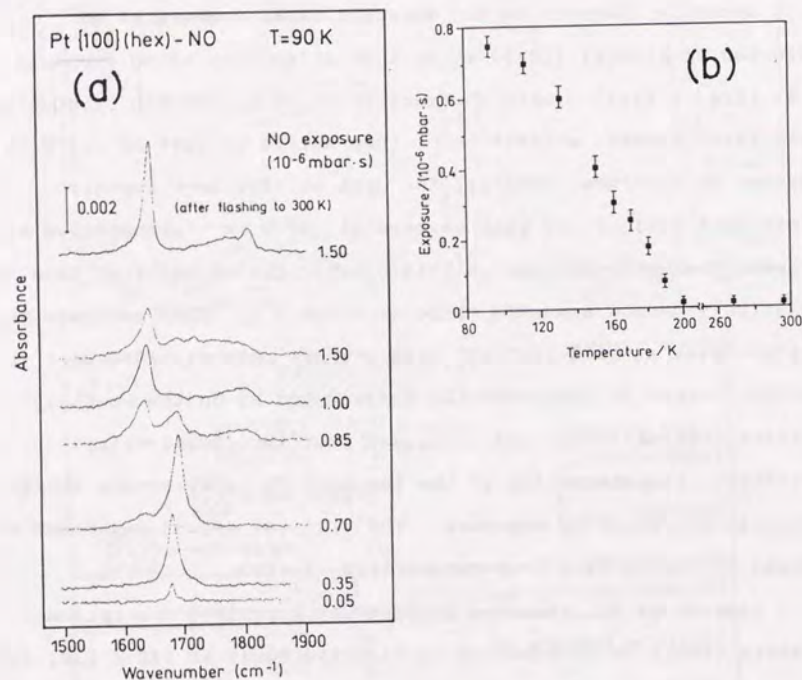 Pt {100}(hex) - NO T=90 K
(a)
NO exposure
(10⁻⁶ mbar·s)
0.002
(after flashing to 300 K)
1.50
1.50
1.00
0.85
0.70
0.35
0.05
Absorbance
1500 1600 1700 1800 1900
Wavenumber (cm⁻¹)
(b)
Exposure/(10⁻⁶ mbar·s)
0.8
0.6
0.4
0.2
0
80 120 160 200 260 300
Temperature / K